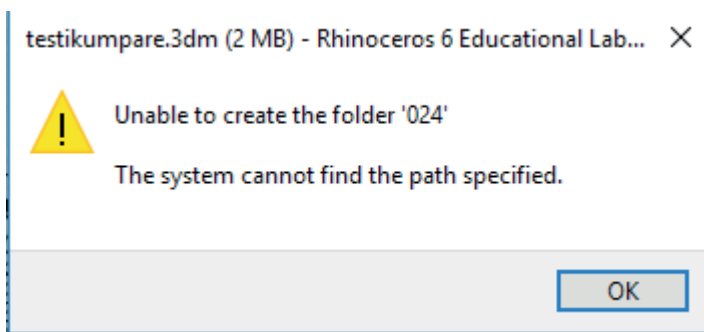 testikumpare.3dm (2 MB) - Rhinoceros 6 Educational Lab...
Unable to create the folder '024'
The system cannot find the path specified.
OK